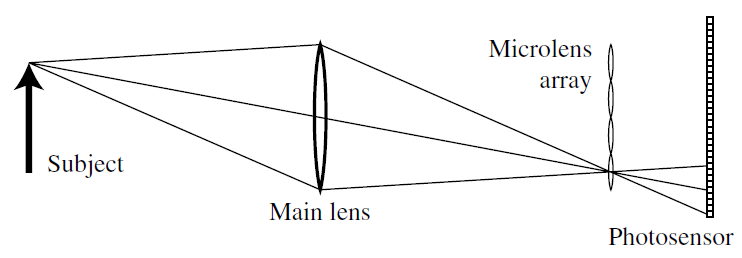 Microlens
array
Subject
Main lens
Photosensor